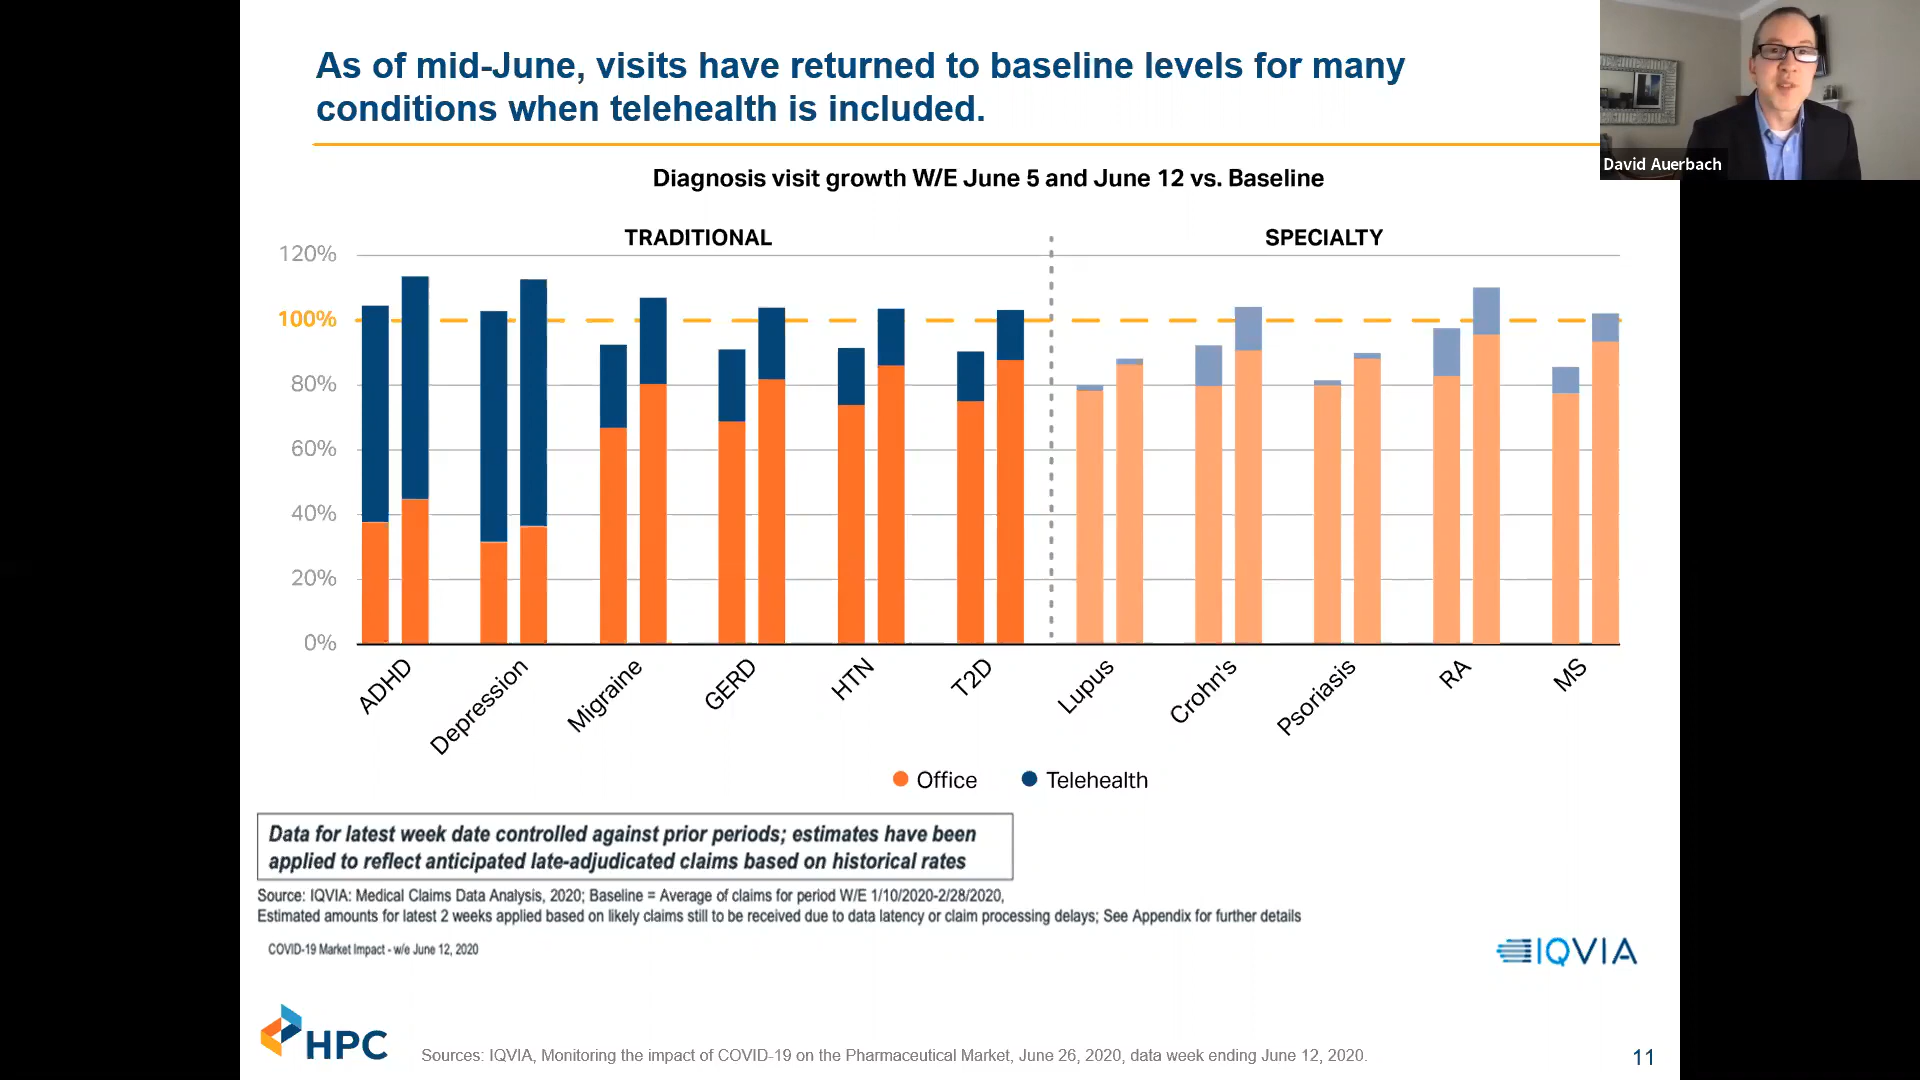 As of mid-June, visits have returned to baseline levels for many
conditions when telehealth is included.
David Auerbach
Diagnosis visit growth W/E June 5 and June 12 vs. Baseline
TRADITIONAL
SPECIALTY
120%
100%
80%
60%
40%
20%
0%
ADHD
Depression
Migraine
GERD
HTN
T2D
Lupus
Crohn's
Psoriasis
RA
MS
Office
Telehealth
Data for latest week date controlled against prior periods; estimates have been
applied to reflect anticipated late-adjudicated claims based on historical rates
Source: IQVIA: Medical Claims Data Analysis, 2020; Baseline = Average of claims for period W/E 1/10/2020-2/28/2020,
Estimated amounts for latest 2 weeks applied based on likely claims still to be received due to data latency or claim processing delays; See Appendix for further details
COVID-19 Market Impact - w/e June 12, 2020
IQVIA
HPC
Sources: IQVIA, Monitoring the impact of COVID-19 on the Pharmaceutical Market, June 26, 2020, data week ending June 12, 2020.
11